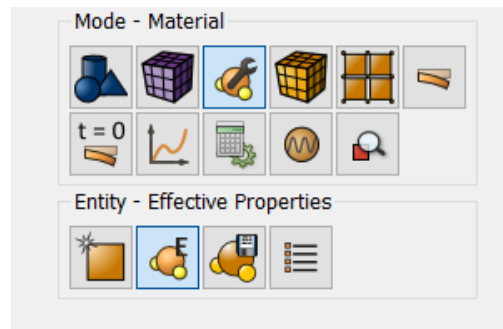 Mode - Material
t = 0
Entity - Effective Properties
E